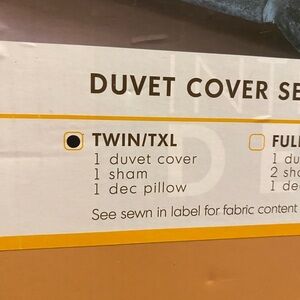 DUVET COVER SE
TWIN/TXL
1 duvet cover
1 sham
1 dec pillow
FULL
1 du
2 sha
1 de
See sewn in label for fabric content